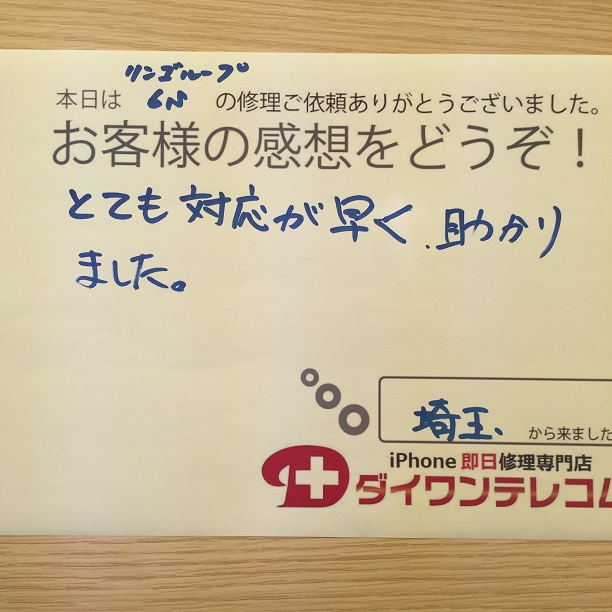 リンゴループ
本日は 6N の修理ご依頼ありがとうございました。
お客様の感想をどうぞ！
とても対応が早く、助かり
ました。
埼玉、 から来ました
iPhone 即日修理専門店
ダイワンテレコム